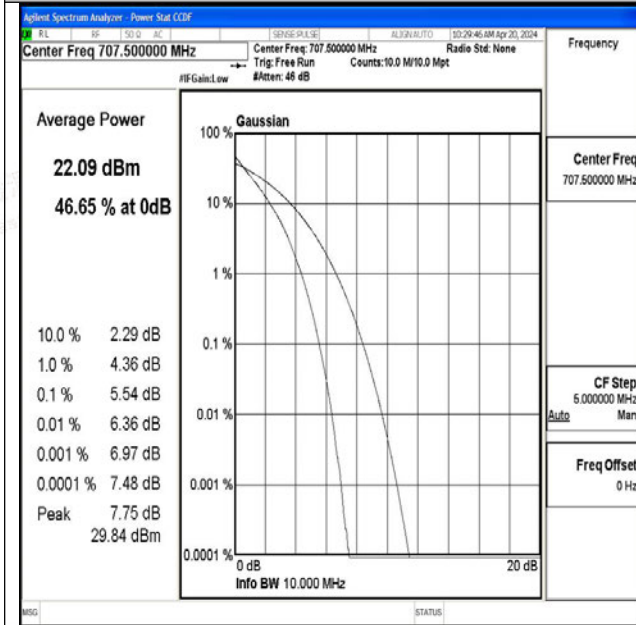 Agilent Spectrum Analyzer - Power Stat CCDF
RL RF 50 Ω AC SENSE:PULSE ALIGNAUTO 10:29:46 AM Apr 20, 2024
Center Freq 707.500000 MHz
Center Freq: 707.500000 MHz Radio Std: None
Trig: Free Run Counts:10.0 M/10.0 Mpt
#IFGain:Low #Atten: 46 dB
Frequency
Average Power
22.09 dBm
46.65 % at 0dB
10.0 % 2.29 dB
1.0 % 4.36 dB
0.1 % 5.54 dB
0.01 % 6.36 dB
0.001 % 6.97 dB
0.0001 % 7.48 dB
Peak 7.75 dB
29.84 dBm
Gaussian
100 %
10 %
1 %
0.1 %
0.01 %
0.001 %
0.0001 %
0 dB 20 dB
Info BW 10.000 MHz
Center Freq
707.500000 MHz
CF Step
5.000000 MHz
Auto Man
Freq Offset
0 Hz
MSG STATUS